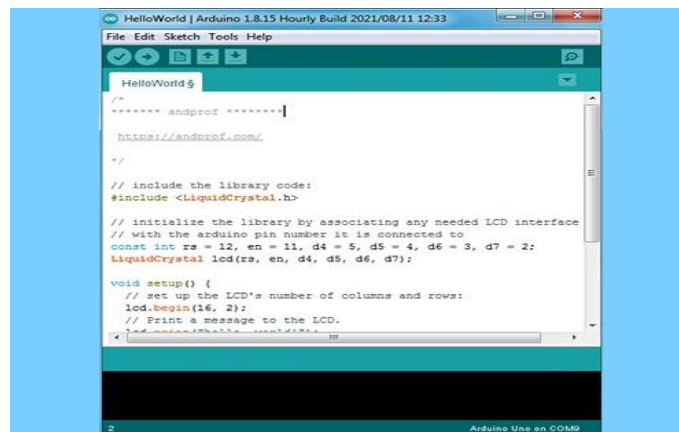 HelloWorld | Arduino 1.8.15 Hourly Build 2021/08/11 12:33
File Edit Sketch Tools Help
HelloWorld §
/*
******* andprof ********
https://andprof.com/
*/
// include the library code:
#include <LiquidCrystal.h>
// initialize the library by associating any needed LCD interface
// with the arduino pin number it is connected to
const int rs = 12, en = 11, d4 = 5, d5 = 4, d6 = 3, d7 = 2;
LiquidCrystal lcd(rs, en, d4, d5, d6, d7);
void setup() {
// set up the LCD's number of columns and rows:
lcd.begin(16, 2);
// Print a message to the LCD.
lcd.print("hello, world!");
2 Arduino Uno on COM9